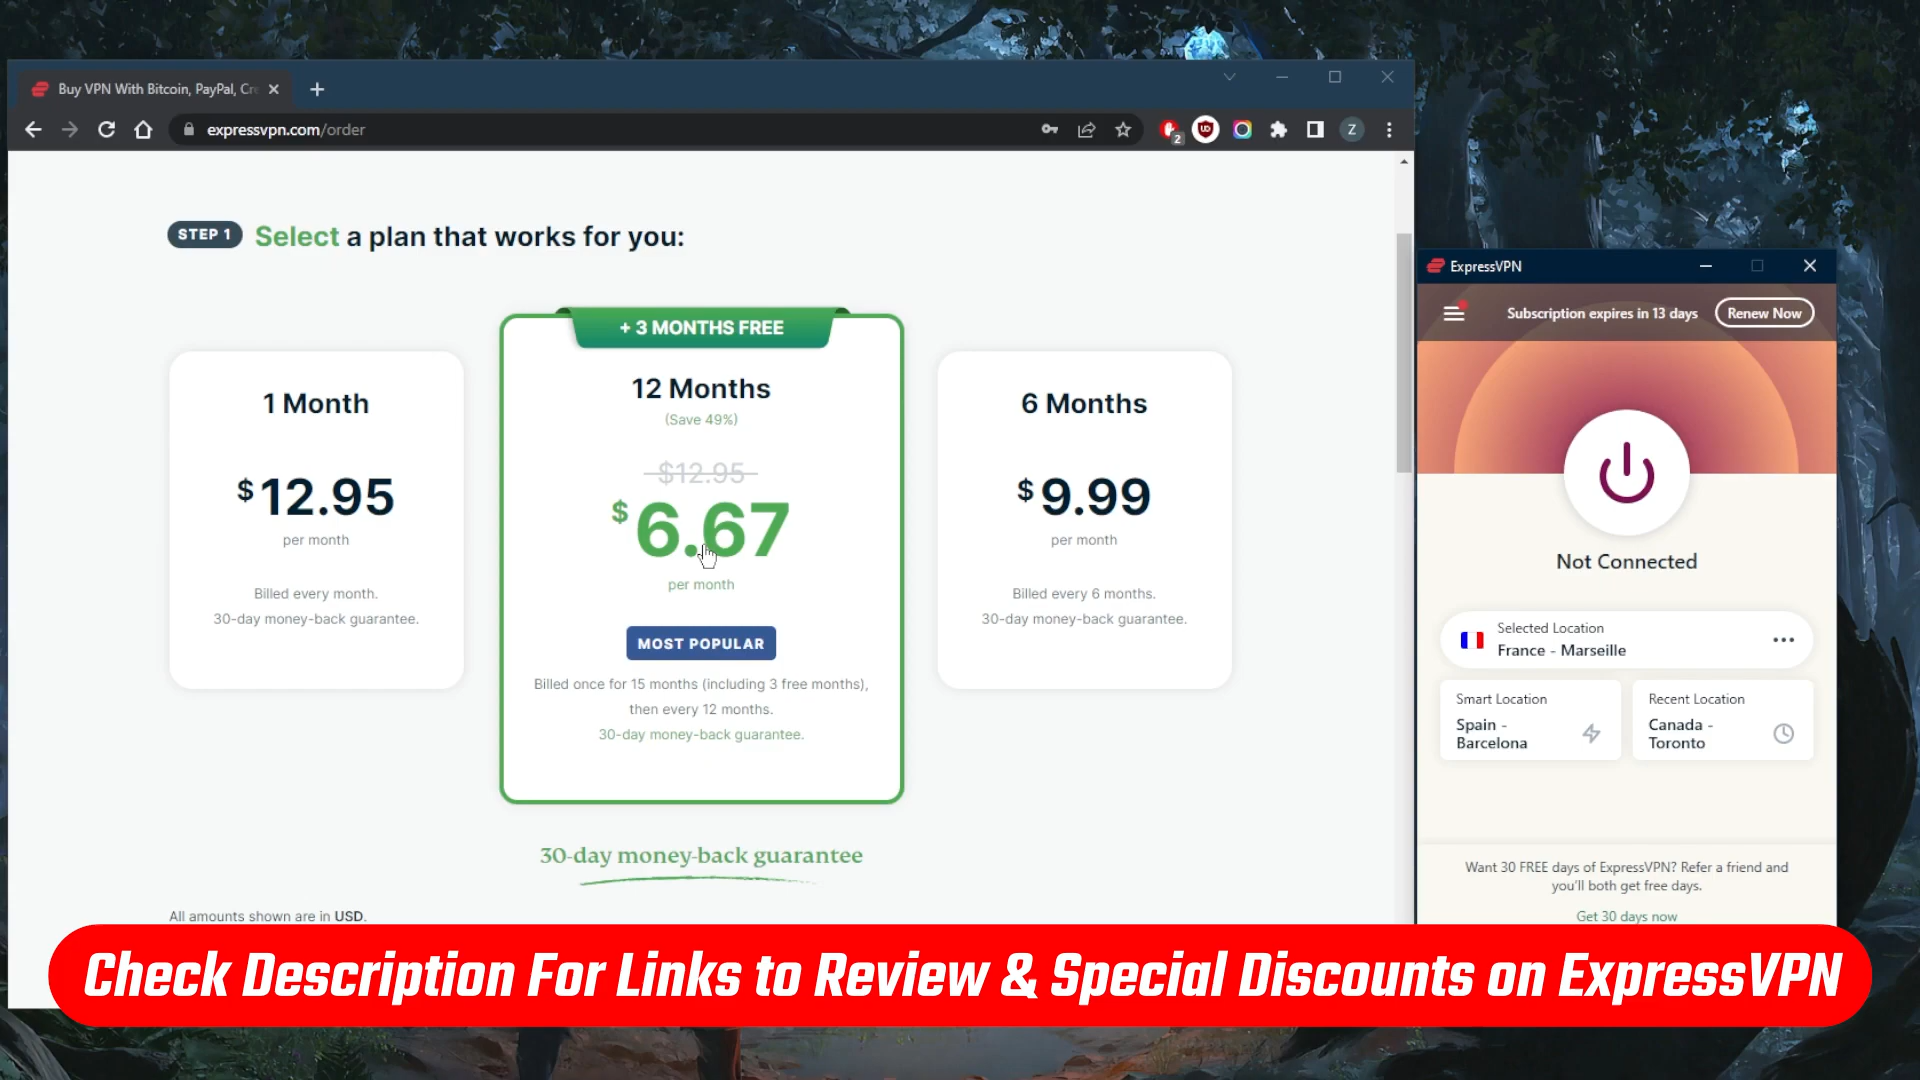 Buy VPN With Bitcoin, PayPal, Cre
expressvpn.com/order
2
Z
STEP 1
Select a plan that works for you:
1 Month
$12.95
per month
Billed every month.
30-day money-back guarantee.
+ 3 MONTHS FREE
12 Months
(Save 49%)
$12.95
$6.67
per month
MOST POPULAR
Billed once for 15 months (including 3 free months),
then every 12 months.
30-day money-back guarantee.
6 Months
$9.99
per month
Billed every 6 months.
30-day money-back guarantee.
30-day money-back guarantee
All amounts shown are in USD.
ExpressVPN
Subscription expires in 13 days
Renew Now
Not Connected
Selected Location
France - Marseille
Smart Location
Spain -
Barcelona
Recent Location
Canada -
Toronto
Want 30 FREE days of ExpressVPN? Refer a friend and
you'll both get free days.
Get 30 days now
Check Description For Links to Review & Special Discounts on ExpressVPN